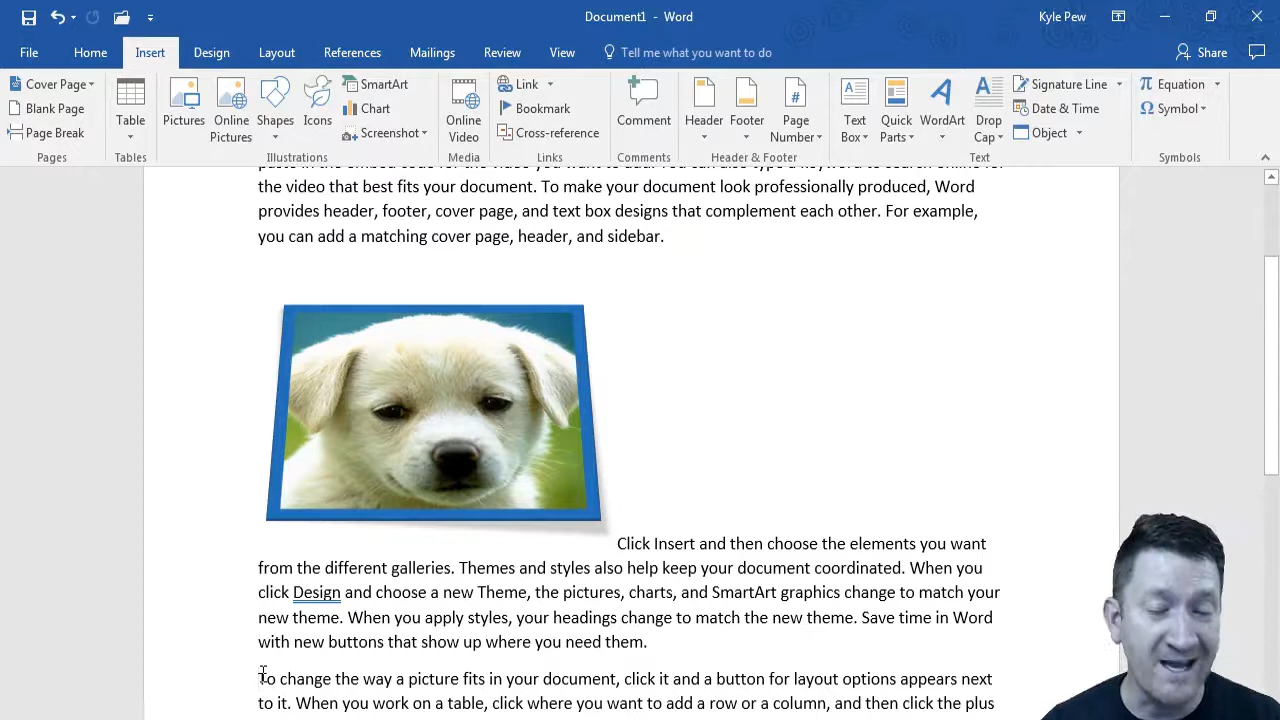 Document1 - Word
Kyle Pew
File Home Insert Design Layout References Mailings Review View Tell me what you want to do Share
Cover Page
Blank Page
Page Break
Pages
Table
Tables
Pictures
Online Pictures
Shapes
Icons
SmartArt
Chart
Screenshot
Illustrations
Online Video
Media
Link
Bookmark
Cross-reference
Links
Comment
Comments
Header
Footer
Page Number
Header & Footer
Text Box
Quick Parts
WordArt
Drop Cap
Signature Line
Date & Time
Object
Text
Equation
Symbol
Symbols
the video that best fits your document. To make your document look professionally produced, Word
provides header, footer, cover page, and text box designs that complement each other. For example,
you can add a matching cover page, header, and sidebar.
Click Insert and then choose the elements you want
from the different galleries. Themes and styles also help keep your document coordinated. When you
click Design and choose a new Theme, the pictures, charts, and SmartArt graphics change to match your
new theme. When you apply styles, your headings change to match the new theme. Save time in Word
with new buttons that show up where you need them.
To change the way a picture fits in your document, click it and a button for layout options appears next
to it. When you work on a table, click where you want to add a row or a column, and then click the plus